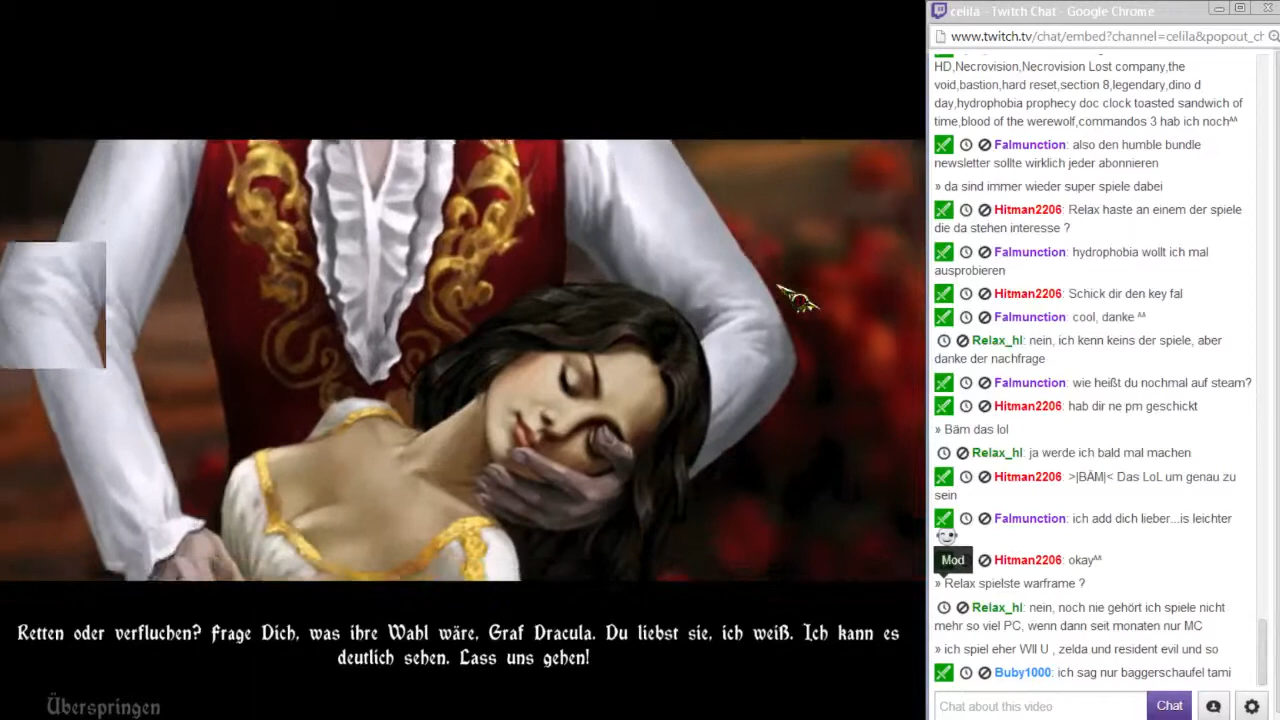 Retten oder verfluchen? Frage Dich, was ihre Wahl wäre, Graf Dracula. Du liebst sie, ich weiß. Ich kann es
deutlich sehen. Lass uns gehen!
Überspringen
celila - Twitch Chat - Google Chrome
www.twitch.tv/chat/embed?channel=celila&popout_ch
HD,Necrovision,Necrovision Lost company,the
void,bastion,hard reset,section 8,legendary,dino d
day,hydrophobia prophecy doc clock toasted sandwich of
time,blood of the werewolf,commandos 3 hab ich noch^^
Falmunction: also den humble bundle
newsletter sollte wirklich jeder abonnieren
» da sind immer wieder super spiele dabei
Hitman2206: Relax haste an einem der spiele
die da stehen interesse ?
Falmunction: hydrophobia wollt ich mal
ausprobieren
Hitman2206: Schick dir den key fal
Falmunction: cool, danke ^^
Relax_hl: nein, ich kenn keins der spiele, aber
danke der nachfrage
Falmunction: wie heißt du nochmal auf steam?
Hitman2206: hab dir ne pm geschickt
» Bäm das lol
Relax_hl: ja werde ich bald mal machen
Hitman2206: >|BÄM|< Das LoL um genau zu
sein
Falmunction: ich add dich lieber...is leichter
Mod
Hitman2206: okay^^
» Relax spielste warframe ?
Relax_hl: nein, noch nie gehört ich spiele nicht
mehr so viel PC, wenn dann seit monaten nur MC
» ich spiel eher WII U , zelda und resident evil und so
Buby1000: ich sag nur baggerschaufel tami
Chat about this video
Chat